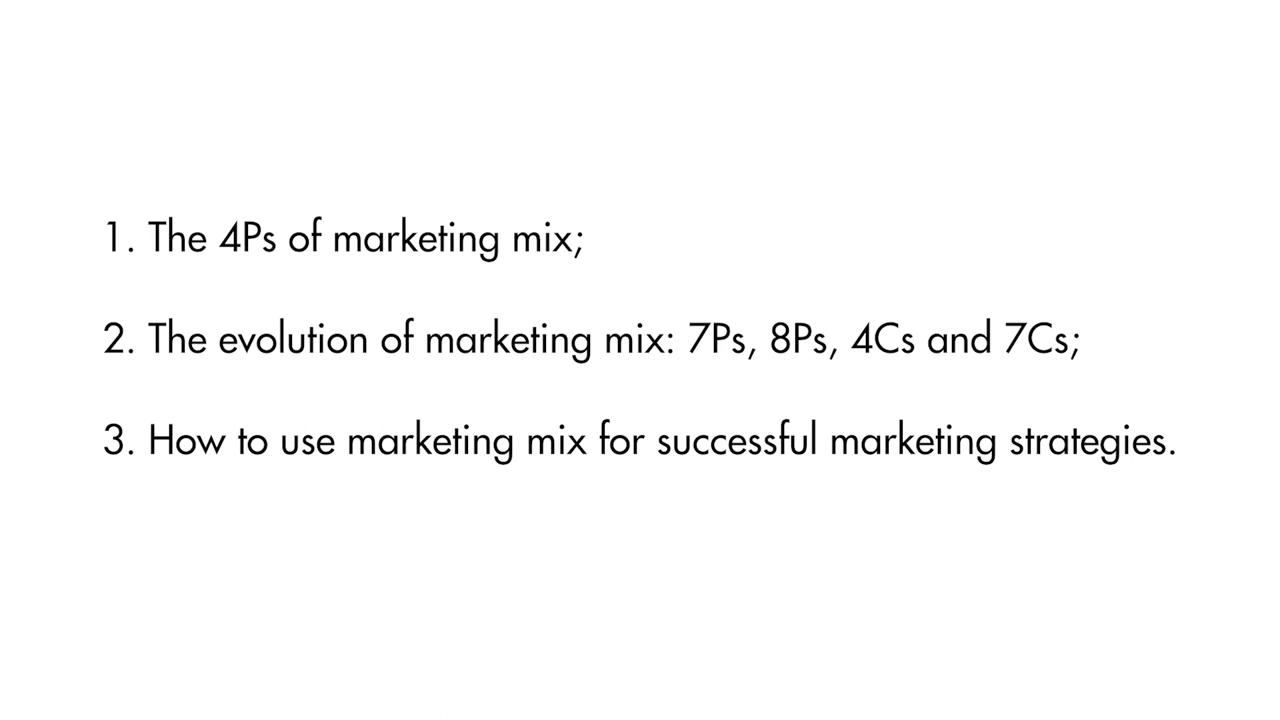 1. The 4Ps of marketing mix;
2. The evolution of marketing mix: 7Ps, 8Ps, 4Cs and 7Cs;
3. How to use marketing mix for successful marketing strategies.